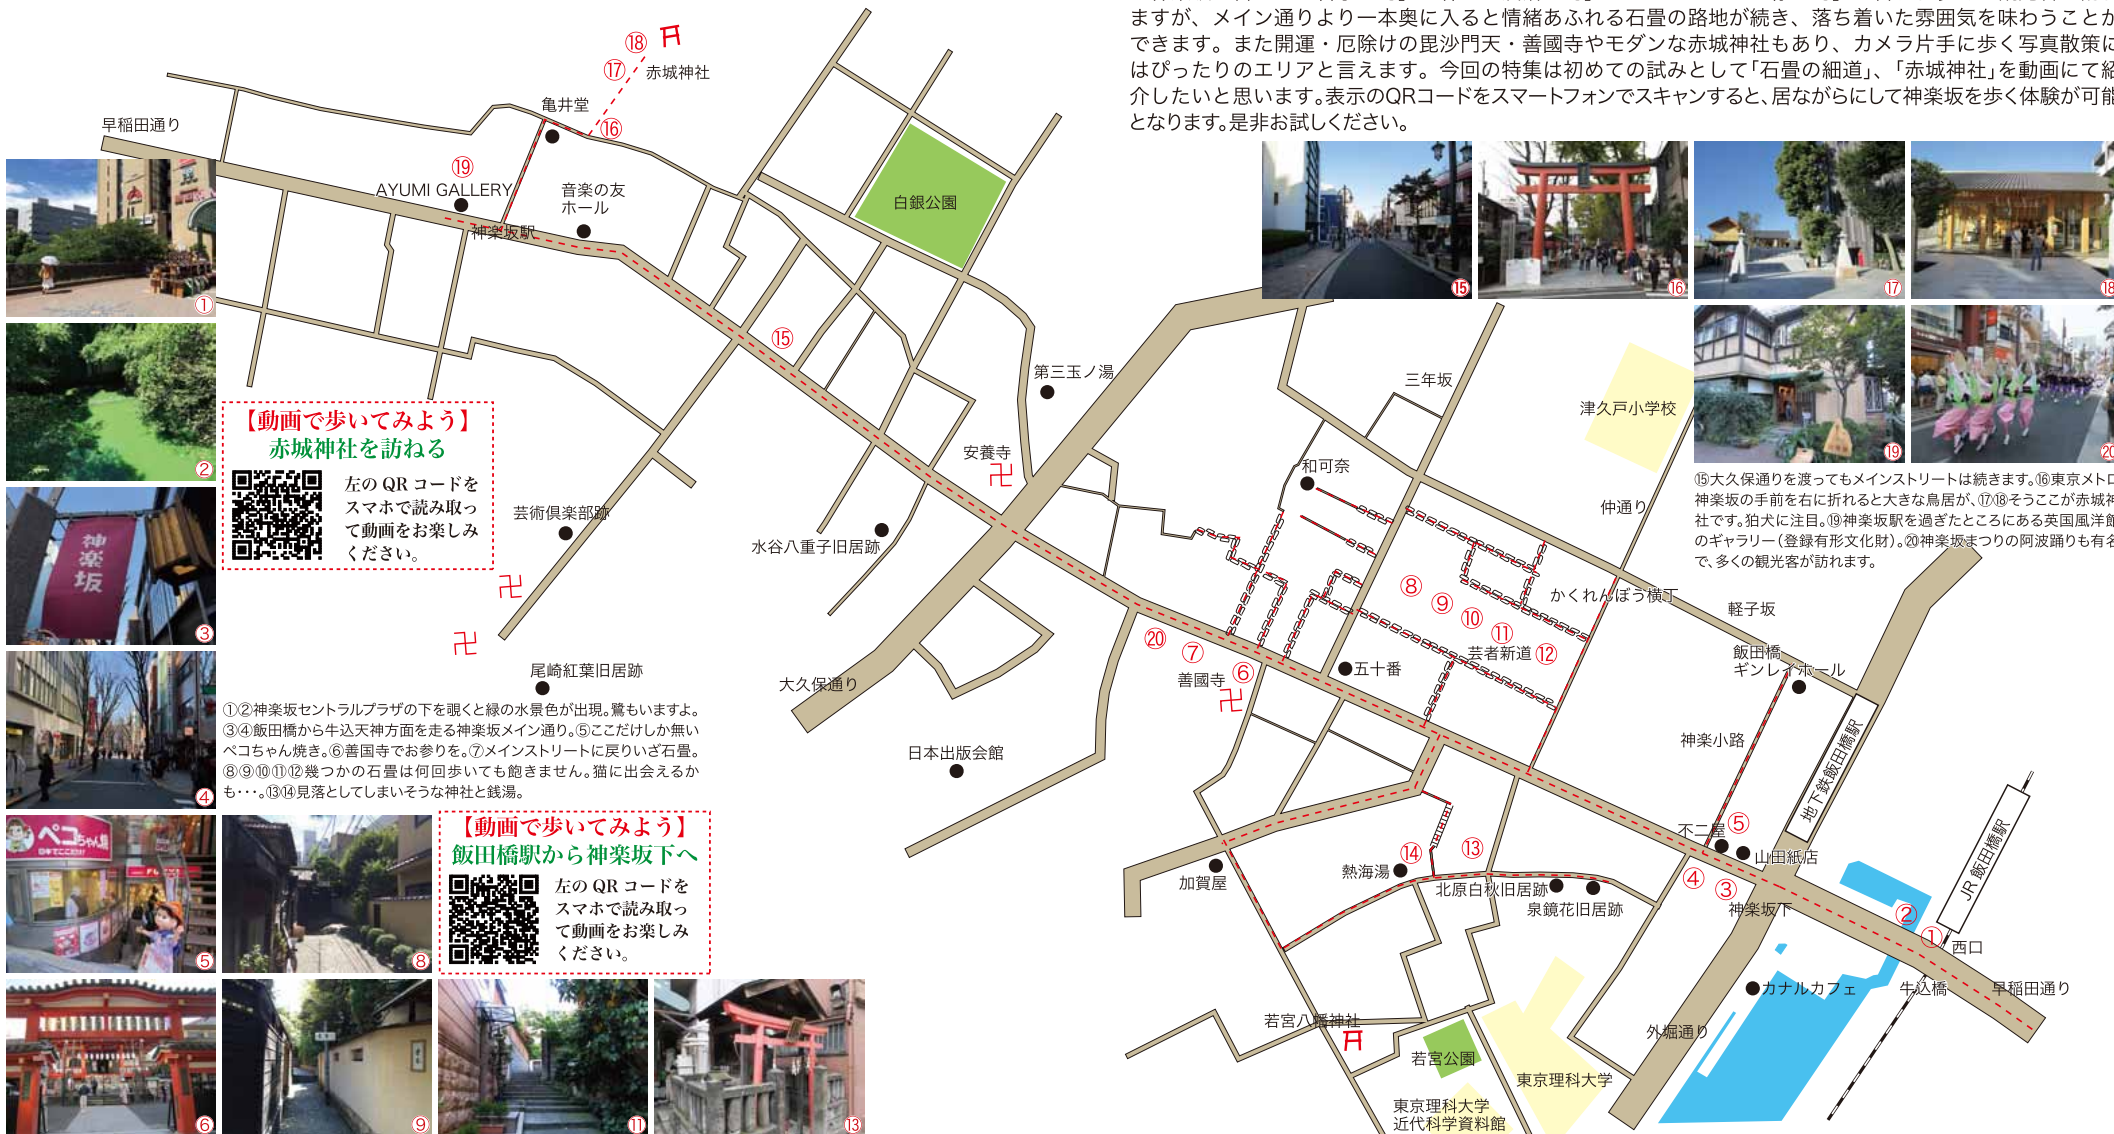 ますが、メイン通りより一本奥に入ると情緒あふれる石畳の路地が続き、落ち着いた雰囲気を味わうことが
できます。また開運・厄除けの毘沙門天・善國寺やモダンな赤城神社もあり、カメラ片手に歩く写真散策に
はぴったりのエリアと言えます。今回の特集は初めての試みとして「石畳の細道」、「赤城神社」を動画にて紹
介したいと思います。表示のQRコードをスマートフォンでスキャンすると、居ながらにして神楽坂を歩く体験が可能
となります。是非お試しください。
⑱
⑰
赤城神社
亀井堂
⑯
早稲田通り
⑲
AYUMI GALLERY
音楽の友
ホール
神楽坂駅
白銀公園
⑮
⑯
⑰
⑱
①
②
③
④
⑮
第三玉ノ湯
三年坂
津久戸小学校
⑲
⑳
【動画で歩いてみよう】
赤城神社を訪ねる
左の QR コードを
スマホで読み取っ
て動画をお楽しみ
ください。
安養寺
和可奈
仲通り
芸術倶楽部跡
水谷八重子旧居跡
⑮大久保通りを渡ってもメインストリートは続きます。⑯東京メトロ
神楽坂の手前を右に折れると大きな鳥居が、⑰⑱そうここが赤城神
社です。狛犬に注目。⑲神楽坂駅を過ぎたところにある英国風洋館
のギャラリー（登録有形文化財）。⑳神楽坂まつりの阿波踊りも有名
で、多くの観光客が訪れます。
神楽坂
⑧
⑨
⑩
⑪
⑫
かくれんぼう横丁
軽子坂
芸者新道
飯田橋
ギンレイホール
⑳
⑦
⑥
善國寺
五十番
尾崎紅葉旧居跡
大久保通り
日本出版会館
神楽小路
地下鉄飯田橋駅
①②神楽坂セントラルプラザの下を覗くと緑の水景色が出現。鷺もいますよ。
③④飯田橋から牛込天神方面を走る神楽坂メイン通り。⑤ここだけしか無い
ペコちゃん焼き。⑥善国寺でお参りを。⑦メインストリートに戻りいざ石畳。
⑧⑨⑩⑪⑫幾つかの石畳は何回歩いても飽きません。猫に出会えるか
も・・・。⑬⑭見落としてしまいそうな神社と銭湯。
【動画で歩いてみよう】
飯田橋駅から神楽坂下へ
左の QR コードを
スマホで読み取っ
て動画をお楽しみ
ください。
ペコちゃん焼
⑤
⑧
⑥
⑨
⑪
⑬
不二屋
⑤
山田紙店
JR 飯田橋駅
加賀屋
熱海湯
⑭
⑬
北原白秋旧居跡
泉鏡花旧居跡
④
③
神楽坂下
②
①
西口
カナルカフェ
牛込橋
早稲田通り
外堀通り
若宮八幡神社
若宮公園
東京理科大学
東京理科大学
近代科学資料館